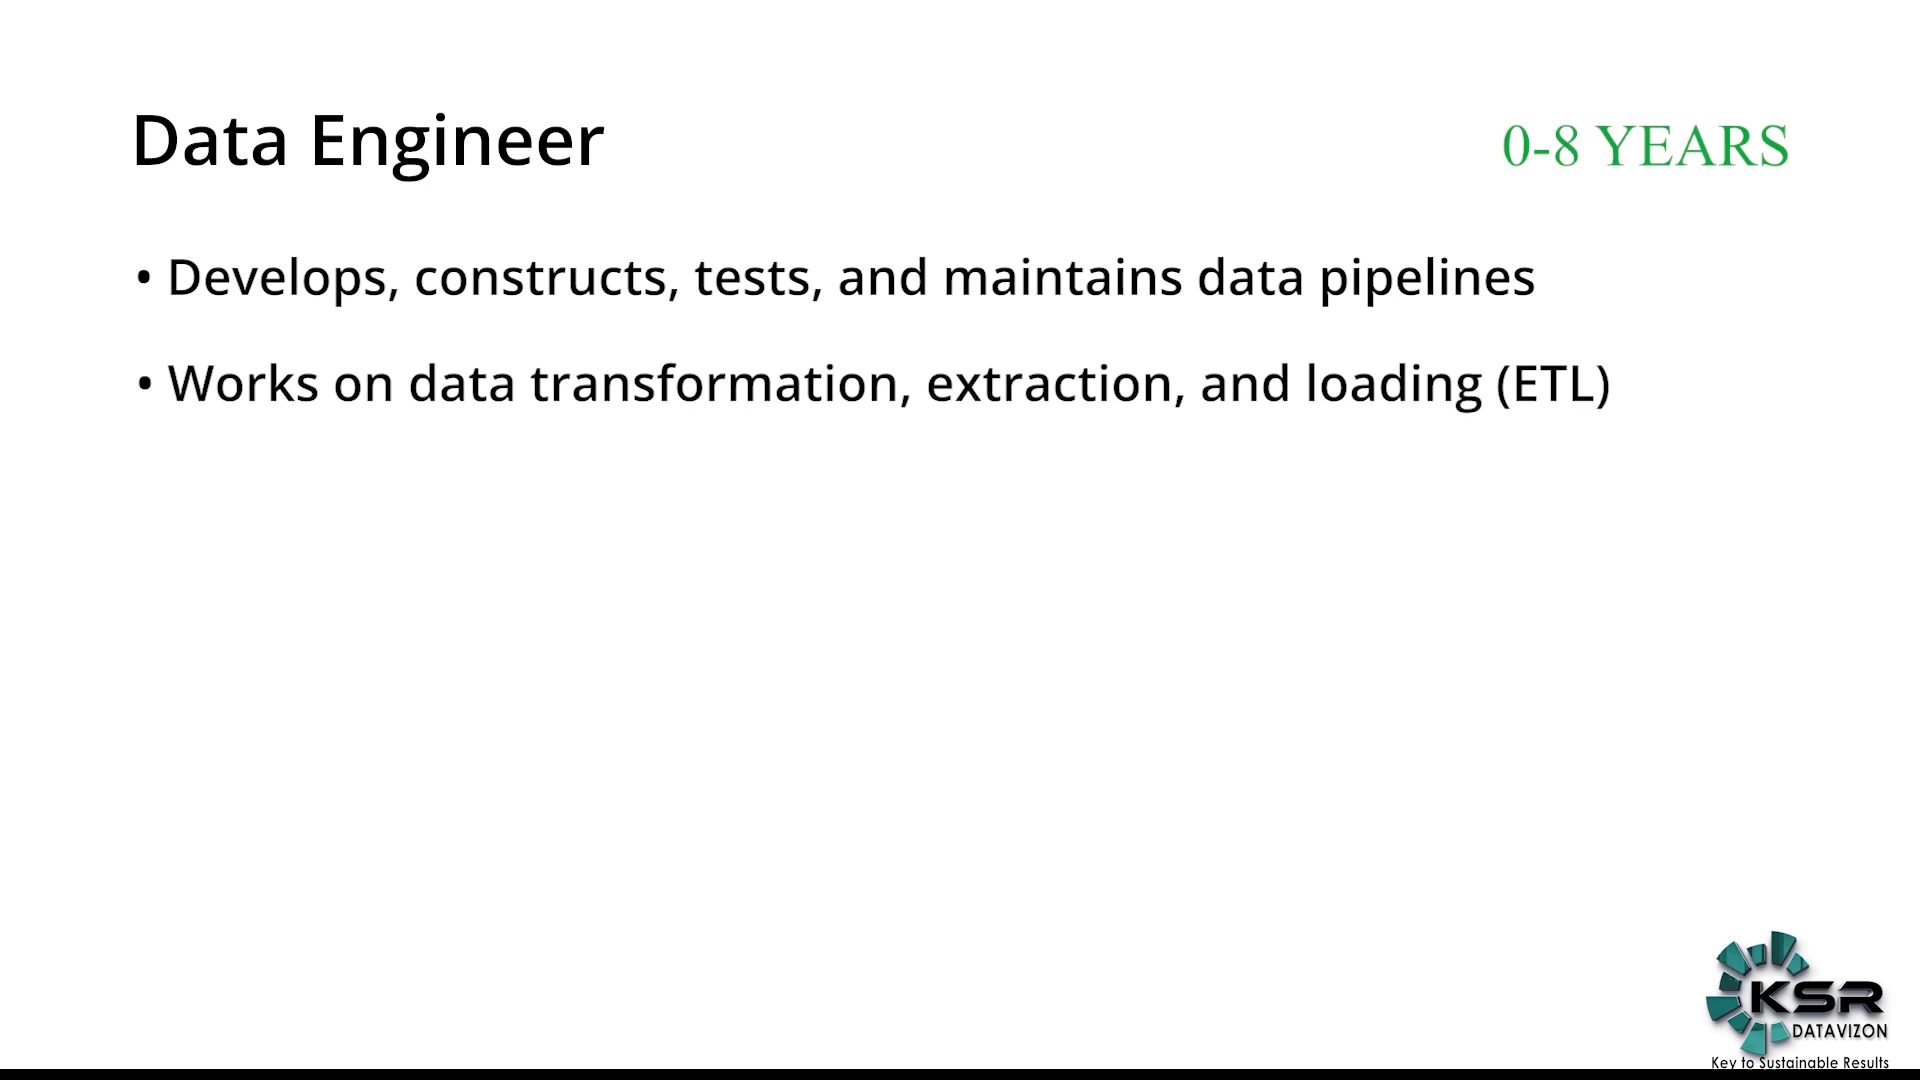 Data Engineer
0-8 YEARS
• Develops, constructs, tests, and maintains data pipelines
• Works on data transformation, extraction, and loading (ETL)
KSR
DATAVIZON
Key to Sustainable Results